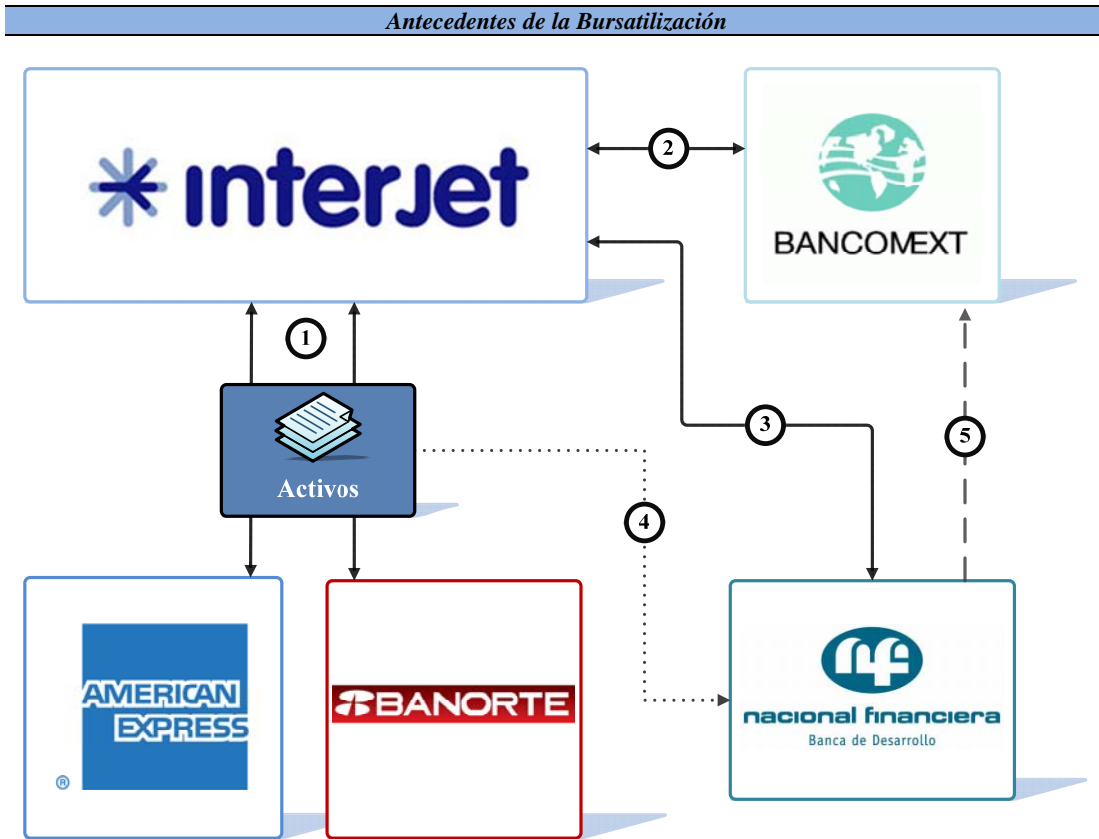 Antecedentes de la Bursatilización
interjet
2
BANCOMEXT
1
Activos
3
5
4
AMERICAN
EXPRESS
®
BANORTE
nf
nacional financiera
Banca de Desarrollo